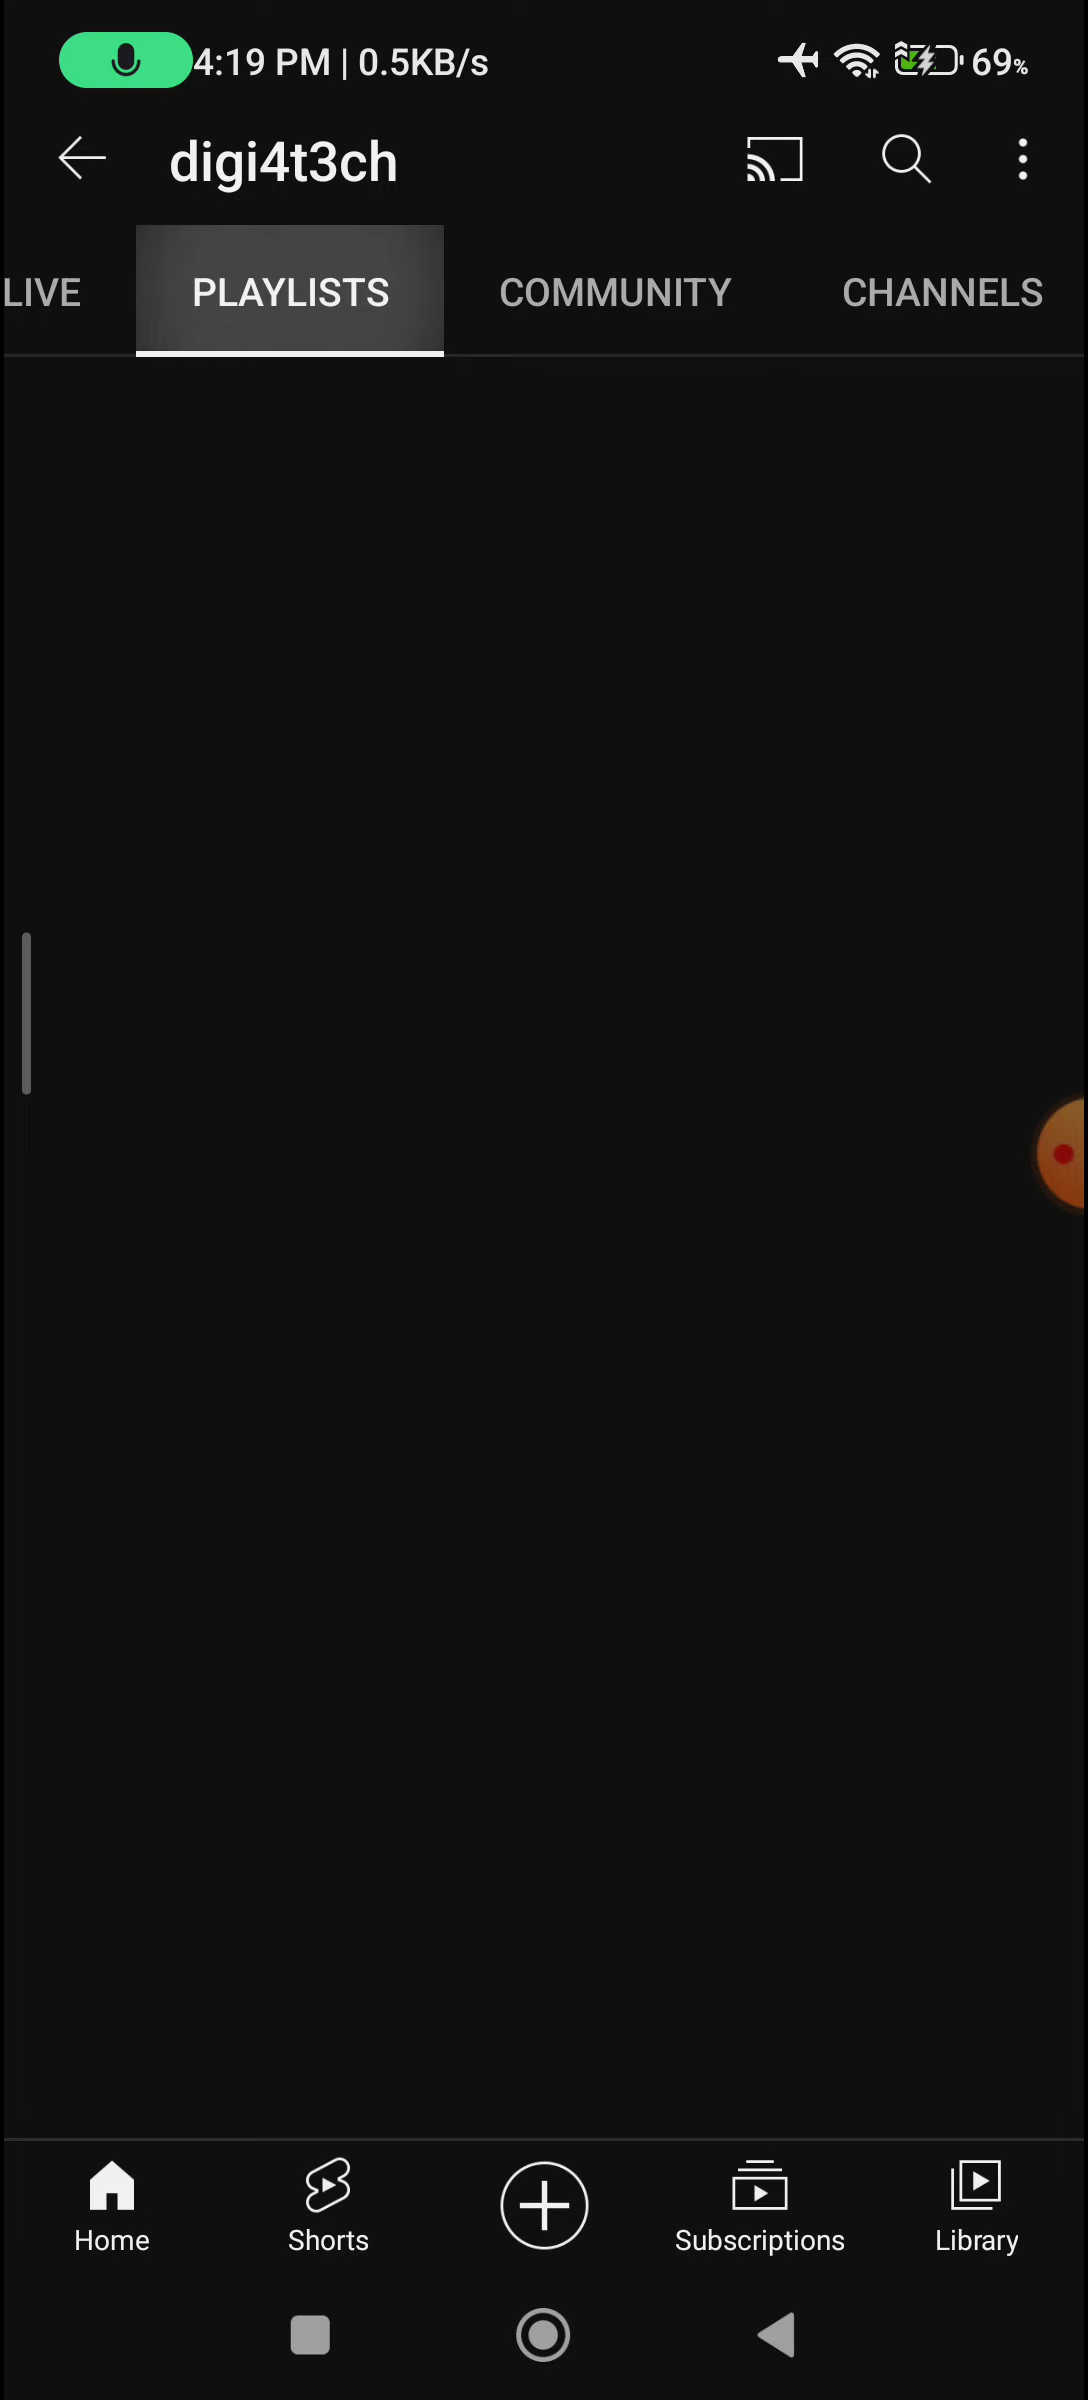 4:19 PM | 0.5KB/s 69%
digi4t3ch
LIVE PLAYLISTS COMMUNITY CHANNELS
Home Shorts Subscriptions Library